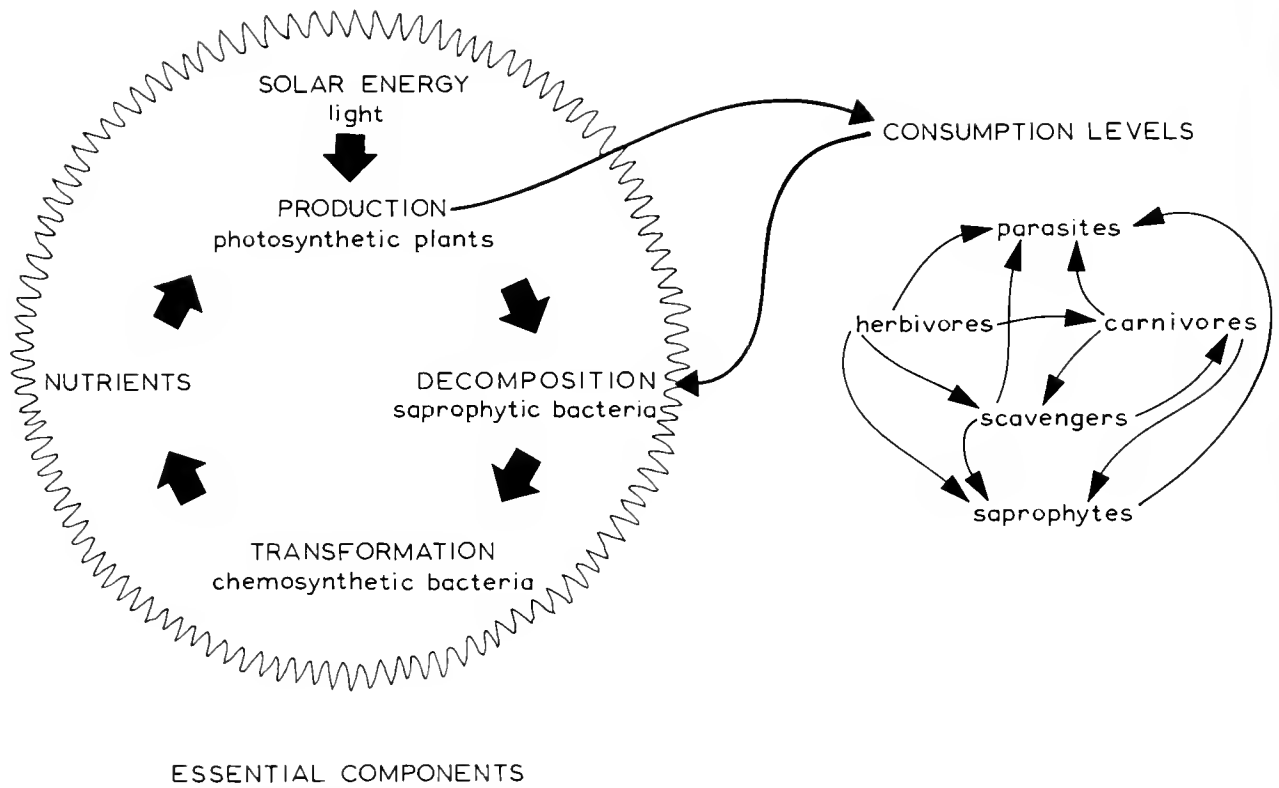 SOLAR ENERGY
light
PRODUCTION
photosynthetic plants
NUTRIENTS
DECOMPOSITION
saprophytic bacteria
TRANSFORMATION
chemosynthetic bacteria
CONSUMPTION LEVELS
parasites
herbivores
carnivores
scavengers
saprophytes
ESSENTIAL COMPONENTS